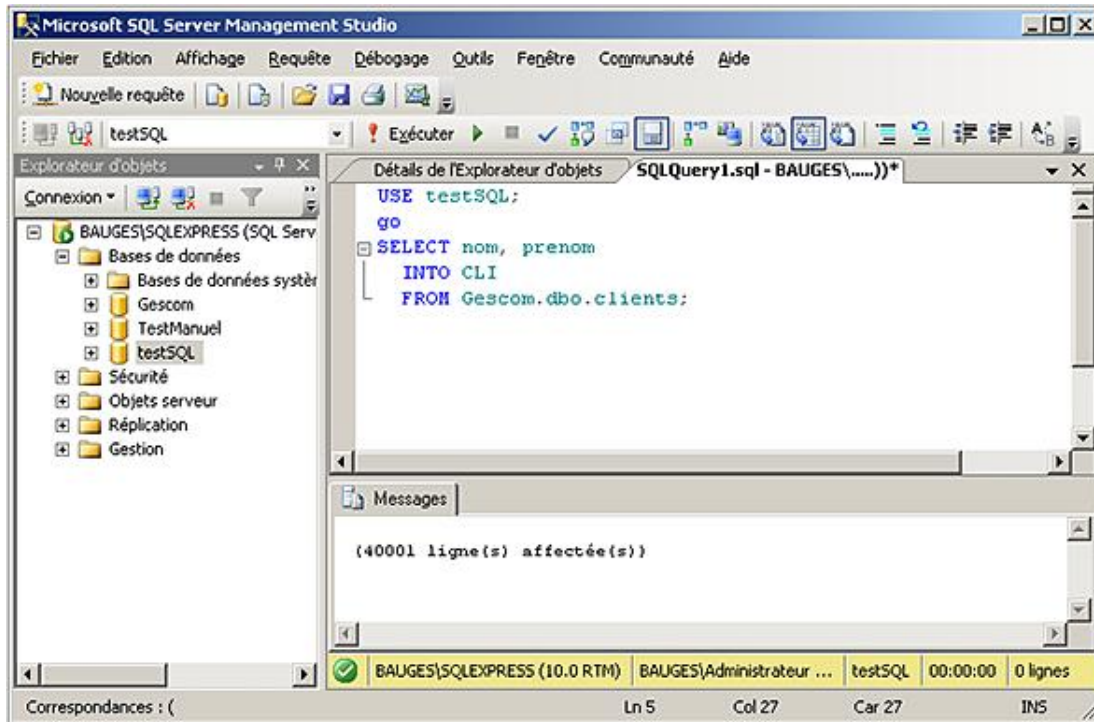 Microsoft SQL Server Management Studio
Fichier Edition Affichage Requête Débogage Outils Fenêtre Communauté Aide
Nouvelle requête
testSQL Exécuter
Explorateur d'objets
Connexion
BAUGES\SQLEXPRESS (SQL Serv
Bases de données
Bases de données systèr
Gescom
TestManuel
testSQL
Sécurité
Objets serveur
Réplication
Gestion
Détails de l'Explorateur d'objets SQLQuery1.sql - BAUGES\.....))*
USE testSQL;
go
SELECT nom, prenom
INTO CLI
FROM Gescom.dbo.clients;
Messages
(40001 ligne(s) affectée(s))
BAUGES\SQLEXPRESS (10.0 RTM) BAUGES\Administrateur ... testSQL 00:00:00 0 lignes
Correspondances : ( Ln 5 Col 27 Car 27 INS